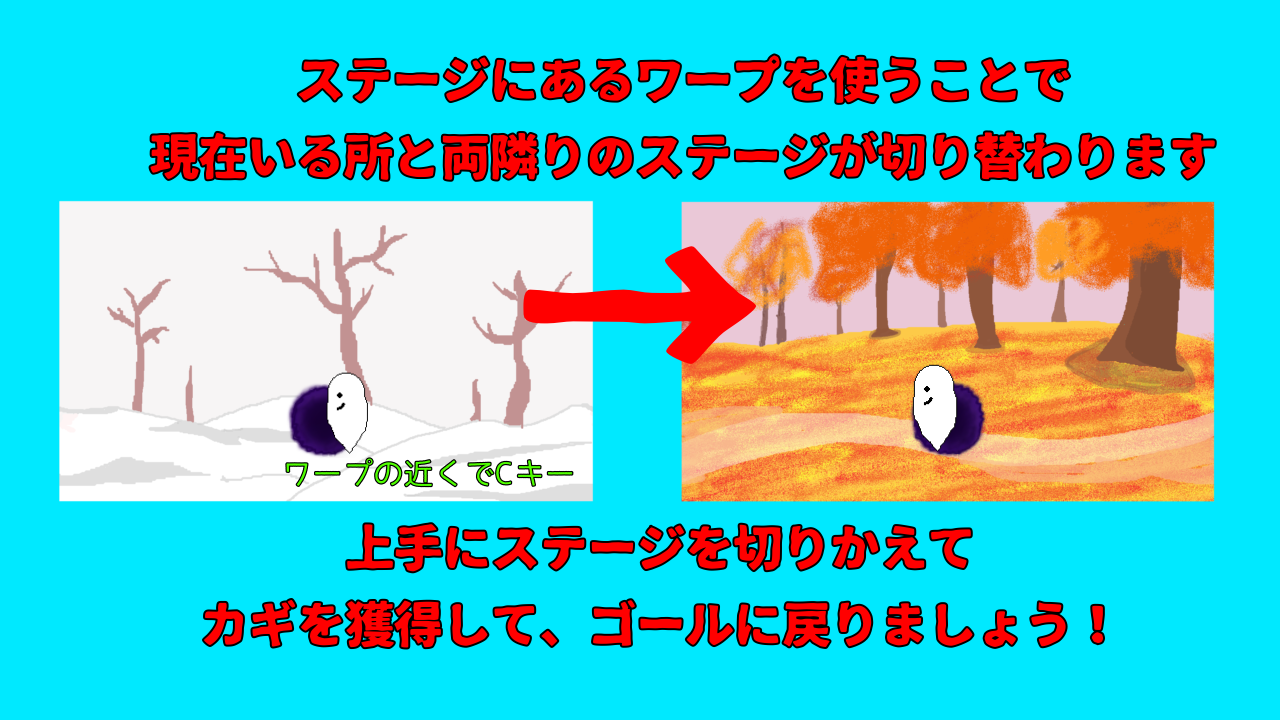 ステージにあるワープを使うことで
現在いる所と両隣りのステージが切り替わります
ワープの近くでCキー
上手にステージを切りかえて
カギを獲得して、ゴールに戻りましょう！